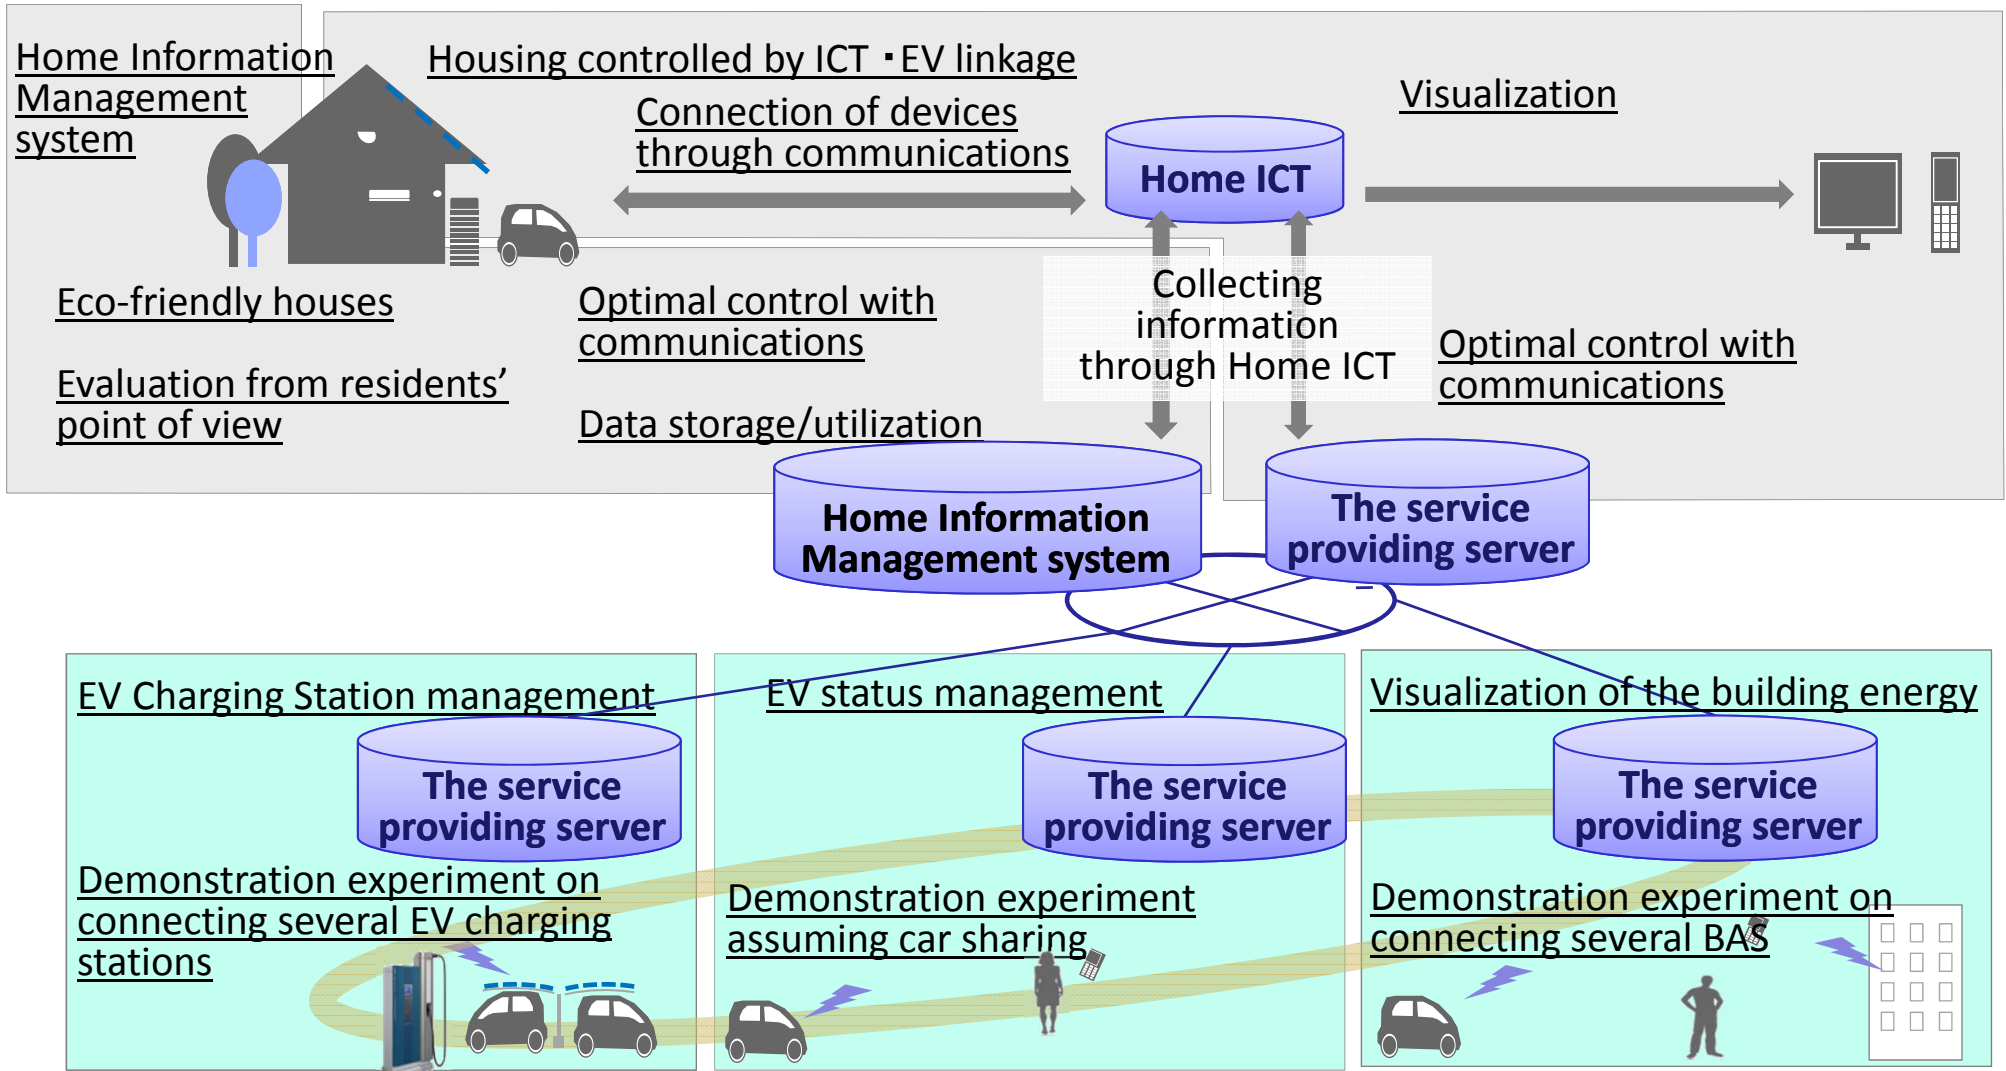 Home Information
Management
system
Housing controlled by ICT ・EV linkage
Connection of devices
through communications
Home ICT
Visualization
Eco-friendly houses
Evaluation from residents’
point of view
Optimal control with
communications
Data storage/utilization
Collecting
information
through Home ICT
Optimal control with
communications
Home Information
Management system
The service
providing server
EV Charging Station management
The service
providing server
Demonstration experiment on
connecting several EV charging
stations
EV status management
The service
providing server
Demonstration experiment
assuming car sharing
Visualization of the building energy
The service
providing server
Demonstration experiment on
connecting several BAS